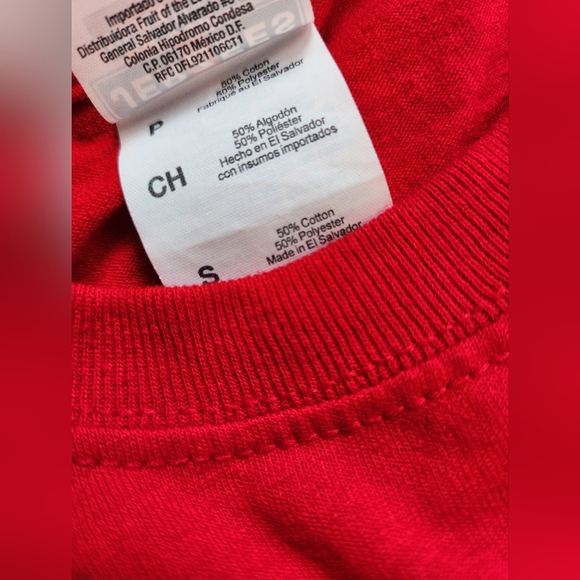 Importado
Distribuidora Fruit of the
General Salvador Alvarado #8
Colonia Hipodromo Condesa
C.P. 06170 México D.F.
RFC DFL921106CT1
50% Cotton
50% Polyester
Fabriqué au El Salvador
P
50% Algodón
50% Poliéster
Hecho en El Salvador
con insumos importados
CH
50% Cotton
50% Polyester
Made in El Salvador
S